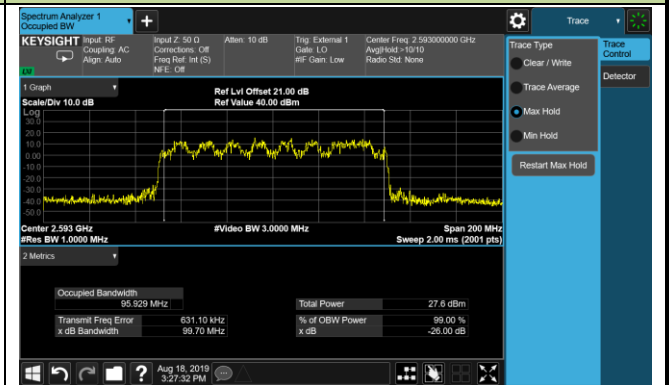 Spectrum Analyzer 1
Occupied BW
+
Trace
KEYSIGHT Input: RF
Coupling: AC
Align: Auto
Input Z: 50 Ω
Corrections: Off
Freq Ref: Int (S)
NFE: Off
Atten: 10 dB
Trig: External 1
Gate: LO
#IF Gain: Low
Center Freq: 2.593000000 GHz
Avg|Hold:>10/10
Radio Std: None
Trace Type
Clear / Write
Trace Average
Max Hold
Min Hold
Restart Max Hold
Trace
Control
Detector
1 Graph
Scale/Div 10.0 dB
Ref Lvl Offset 21.00 dB
Ref Value 40.00 dBm
Log
30.0
20.0
10.0
0.00
-10.0
-20.0
-30.0
-40.0
-50.0
Center 2.593 GHz
#Res BW 1.0000 MHz
#Video BW 3.0000 MHz
Span 200 MHz
Sweep 2.00 ms (2001 pts)
2 Metrics
Occupied Bandwidth
95.929 MHz
Total Power 27.6 dBm
Transmit Freq Error 631.10 kHz
% of OBW Power 99.00 %
x dB Bandwidth 99.70 MHz
x dB -26.00 dB
?
Aug 18, 2019
3:27:32 PM